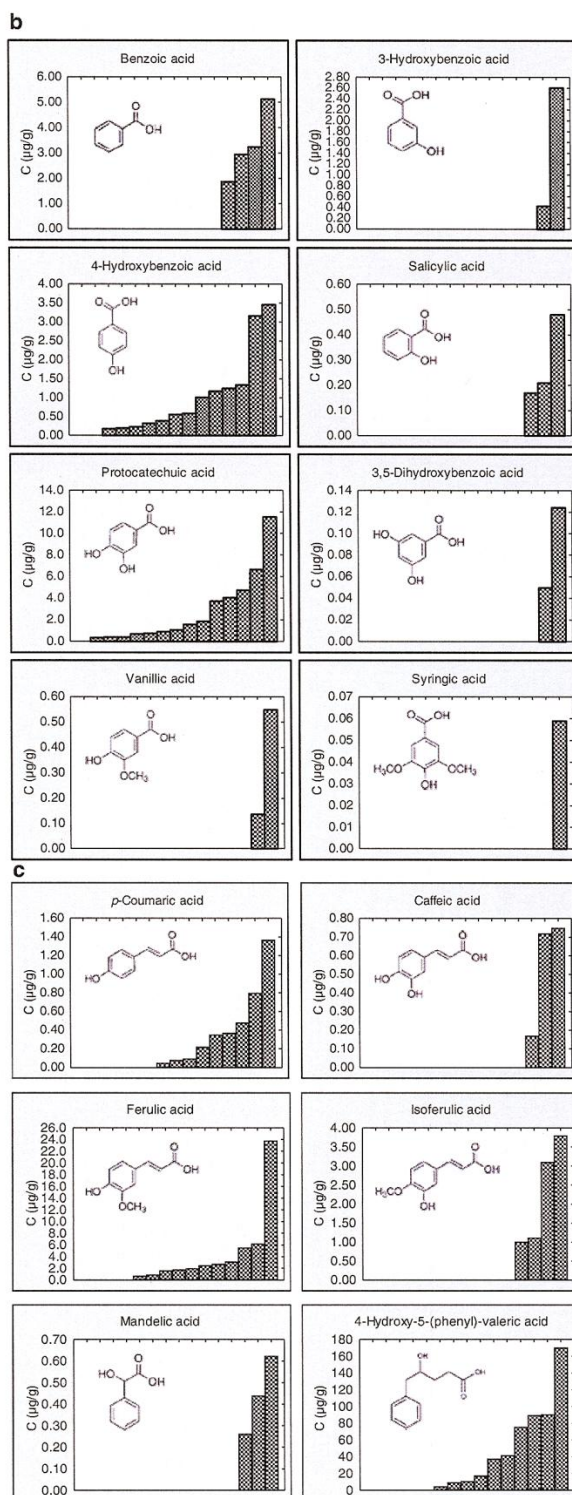 b
Benzoic acid
C (µg/g)
6.00
5.00
4.00
3.00
2.00
1.00
0.00
O
OH
3-Hydroxybenzoic acid
C (µg/g)
2.80
2.60
2.40
2.20
2.00
1.80
1.60
1.40
1.20
1.00
0.80
0.60
0.40
0.20
0.00
O
OH
OH
4-Hydroxybenzoic acid
C (µg/g)
4.00
3.50
3.00
2.50
2.00
1.50
1.00
0.50
0.00
O
OH
OH
Salicylic acid
C (µg/g)
0.60
0.50
0.40
0.30
0.20
0.10
0.00
O
OH
OH
Protocatechuic acid
C (µg/g)
14.0
12.0
10.0
8.0
6.0
4.0
2.0
0.0
O
OH
HO
OH
3,5-Dihydroxybenzoic acid
C (µg/g)
0.14
0.12
0.10
0.08
0.06
0.04
0.02
0.00
O
HO
OH
OH
Vanillic acid
C (µg/g)
0.60
0.50
0.40
0.30
0.20
0.10
0.00
O
OH
HO
OCH₃
Syringic acid
C (µg/g)
0.07
0.06
0.05
0.04
0.03
0.02
0.01
0.00
O
OH
OCH₃
OCH₃
OH
c
p-Coumaric acid
C (µg/g)
1.60
1.40
1.20
1.00
0.80
0.60
0.40
0.20
0.00
O
OH
HO
Caffeic acid
C (µg/g)
0.80
0.70
0.60
0.50
0.40
0.30
0.20
0.10
0.00
O
OH
HO
OH
Ferulic acid
C (µg/g)
26.0
24.0
22.0
20.0
18.0
16.0
14.0
12.0
10.0
8.0
6.0
4.0
2.0
0.0
O
OH
HO
OCH₃
Isoferulic acid
C (µg/g)
4.00
3.50
3.00
2.50
2.00
1.50
1.00
0.50
0.00
O
OH
H₃CO
OH
Mandelic acid
C (µg/g)
0.70
0.60
0.50
0.40
0.30
0.20
0.10
0.00
HO
O
OH
4-Hydroxy-5-(phenyl)-valeric acid
C (µg/g)
180
160
140
120
100
80
60
40
20
0
OH
OH
O